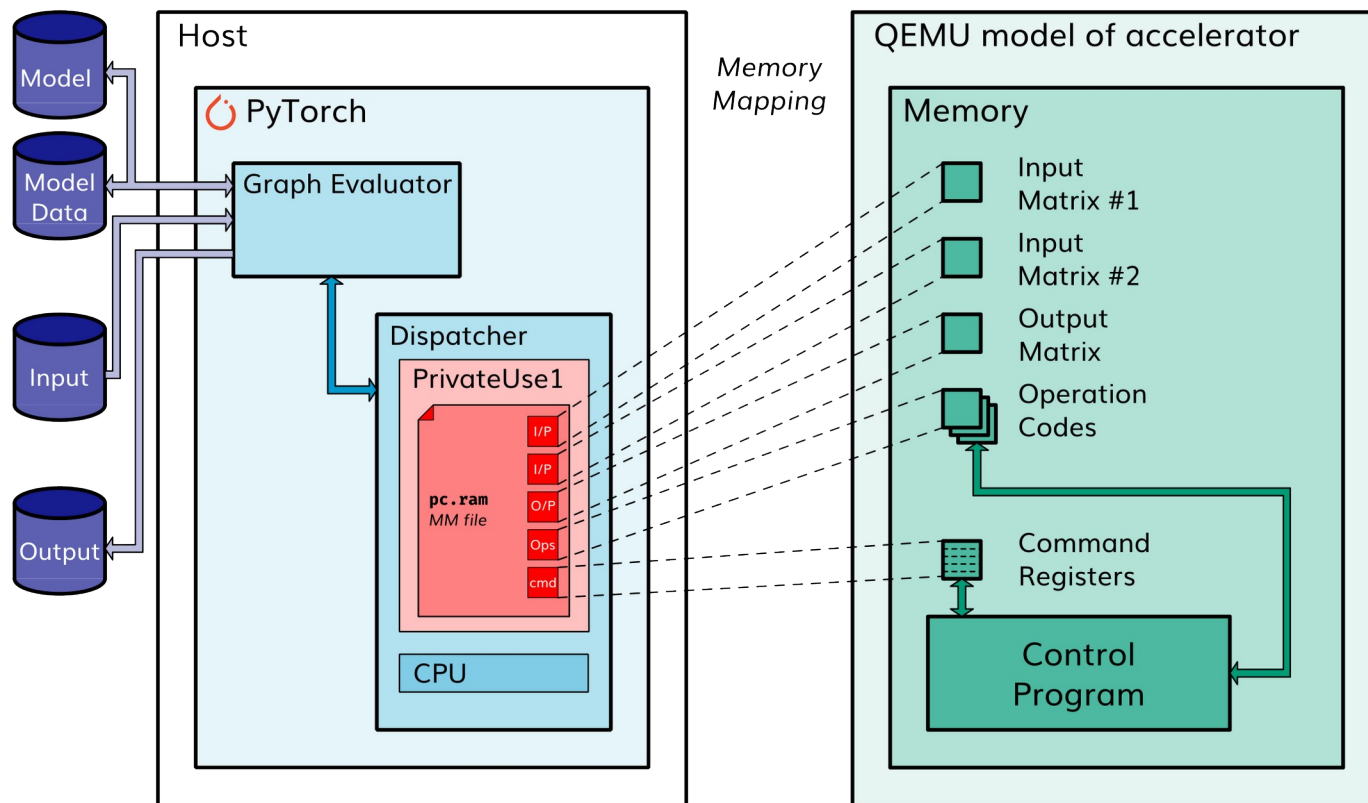 Model
Model
Data
Input
Output
Host
PyTorch
Graph Evaluator
Dispatcher
PrivateUse1
pc.ram
MM file
I/P
I/P
O/P
Ops
cmd
CPU
Memory
Mapping
QEMU model of accelerator
Memory
Input
Matrix #1
Input
Matrix #2
Output
Matrix
Operation
Codes
Command
Registers
Control
Program